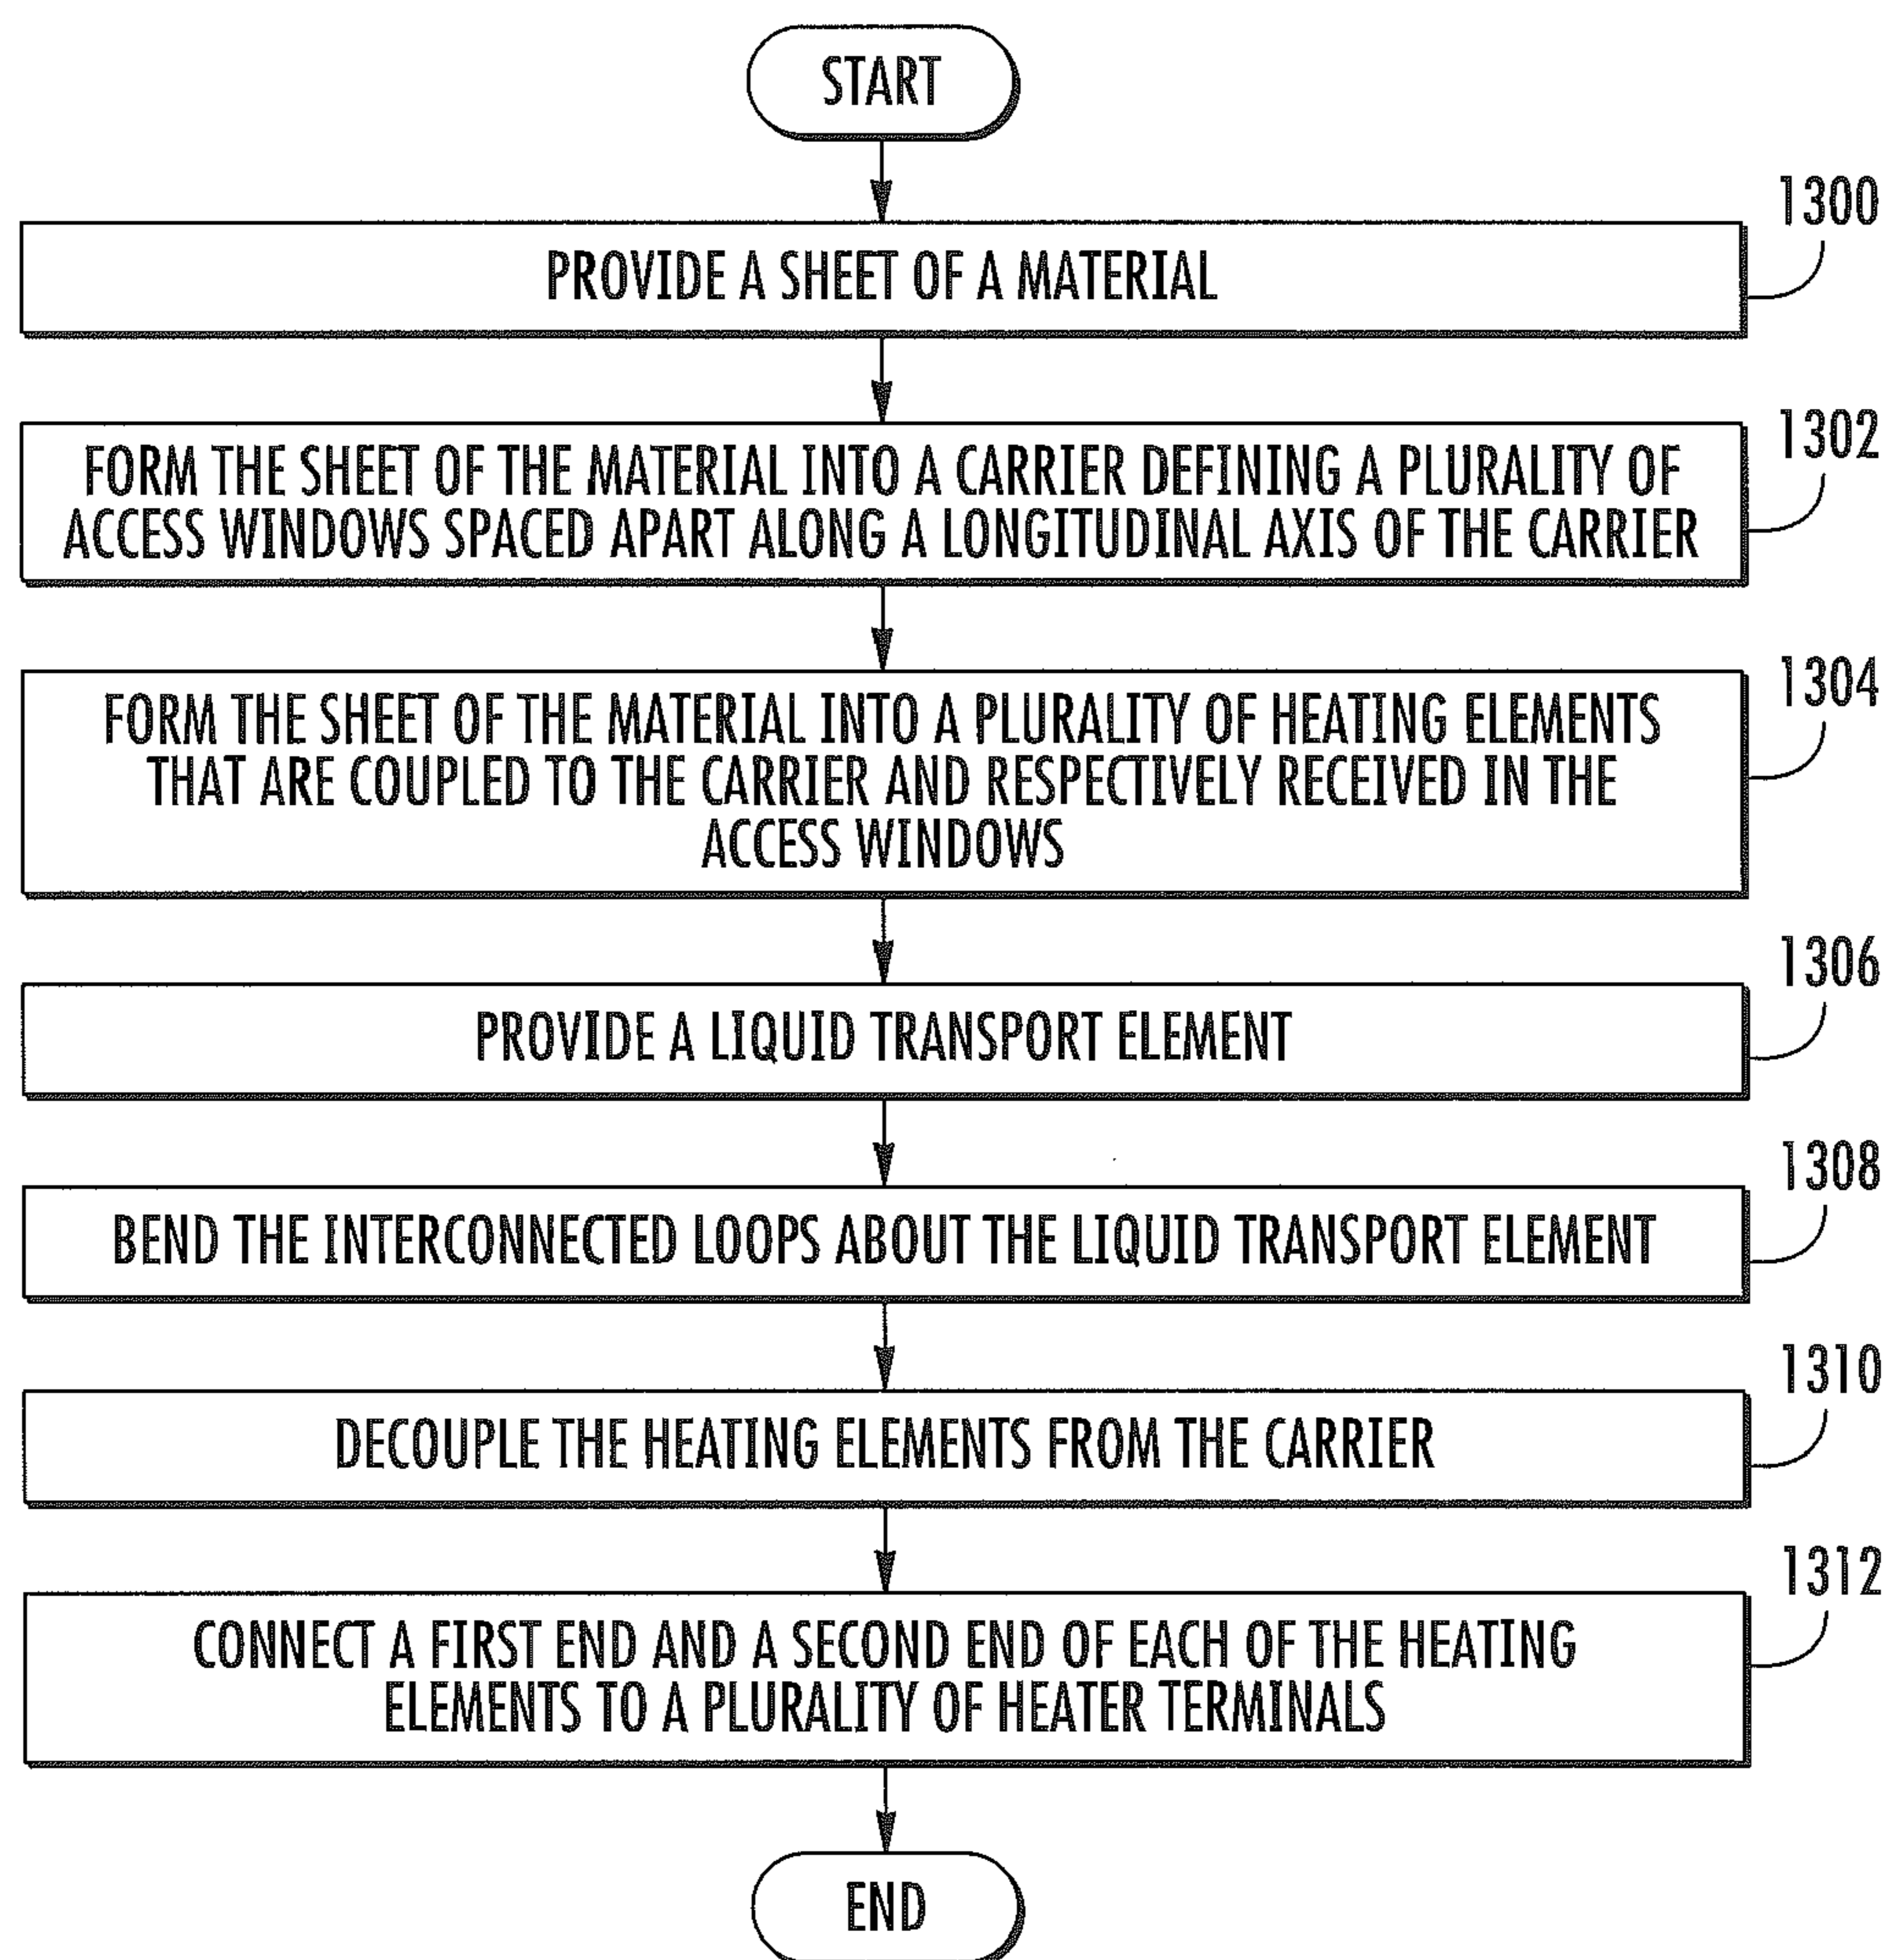 START
1300
PROVIDE A SHEET OF A MATERIAL
1302
FORM THE SHEET OF THE MATERIAL INTO A CARRIER DEFINING A PLURALITY OF
ACCESS WINDOWS SPACED APART ALONG A LONGITUDINAL AXIS OF THE CARRIER
1304
FORM THE SHEET OF THE MATERIAL INTO A PLURALITY OF HEATING ELEMENTS
THAT ARE COUPLED TO THE CARRIER AND RESPECTIVELY RECEIVED IN THE
ACCESS WINDOWS
1306
PROVIDE A LIQUID TRANSPORT ELEMENT
1308
BEND THE INTERCONNECTED LOOPS ABOUT THE LIQUID TRANSPORT ELEMENT
1310
DECOUPLE THE HEATING ELEMENTS FROM THE CARRIER
1312
CONNECT A FIRST END AND A SECOND END OF EACH OF THE HEATING
ELEMENTS TO A PLURALITY OF HEATER TERMINALS
END